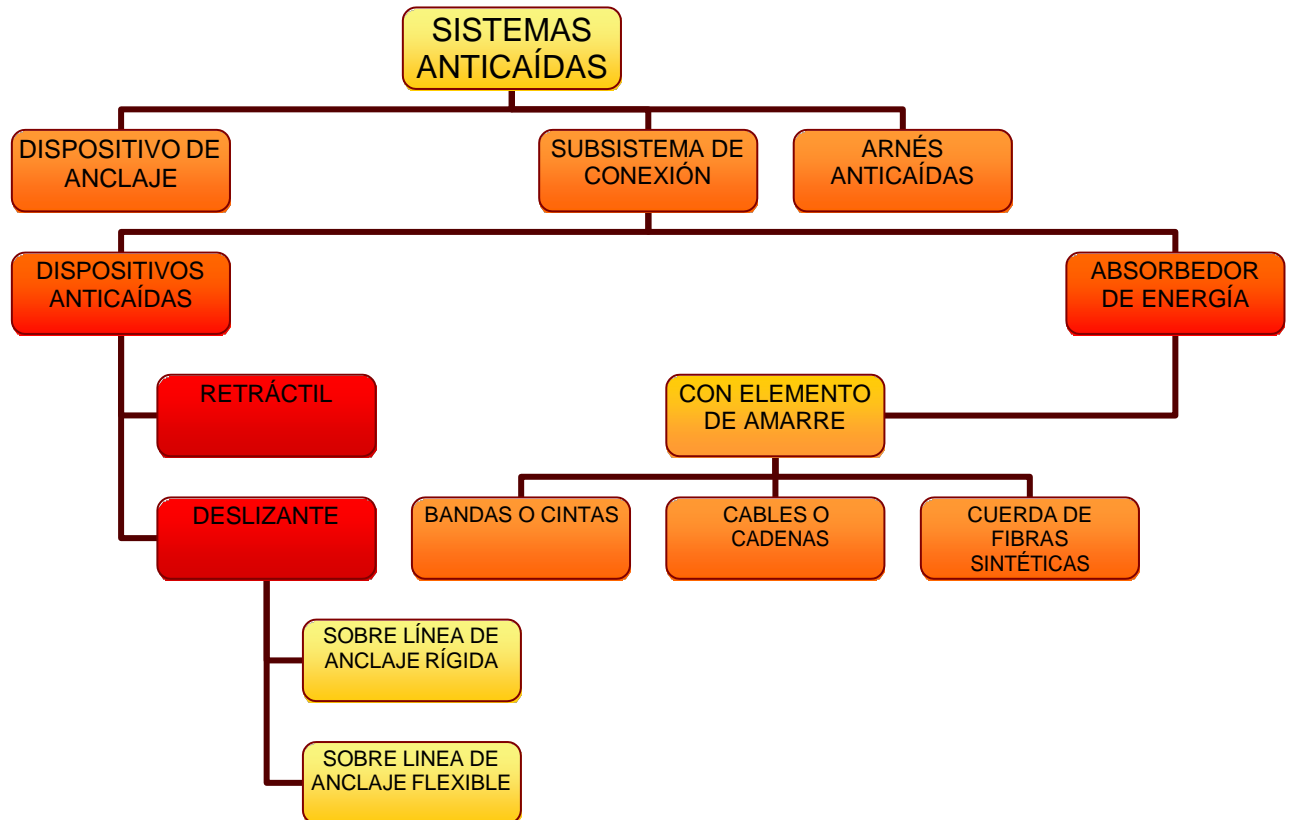 SISTEMAS
ANTICAÍDAS
DISPOSITIVO DE
ANCLAJE
SUBSISTEMA DE
CONEXIÓN
ARNÉS
ANTICAÍDAS
DISPOSITIVOS
ANTICAÍDAS
ABSORBEDOR
DE ENERGÍA
RETRÁCTIL
CON ELEMENTO
DE AMARRE
DESLIZANTE
BANDAS O CINTAS
CABLES O
CADENAS
CUERDA DE
FIBRAS
SINTÉTICAS
SOBRE LÍNEA DE
ANCLAJE RÍGIDA
SOBRE LINEA DE
ANCLAJE FLEXIBLE